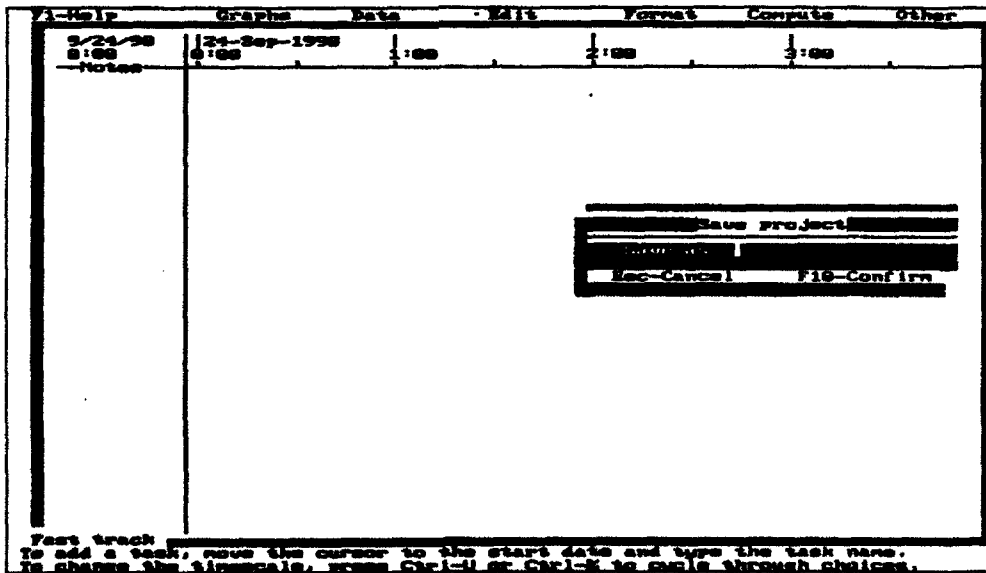 F1-Help Graphs Data Edit Format Compute Other
9/24/90 24-Sep-1990
0:00 0:00 1:00 2:00 3:00
Notes
Save project
Esc-Cancel F10-Confirm
Fast track
To add a task, move the cursor to the start date and type the task name.
To change the timescale, press Ctrl-U or Ctrl-K to cycle through choices.